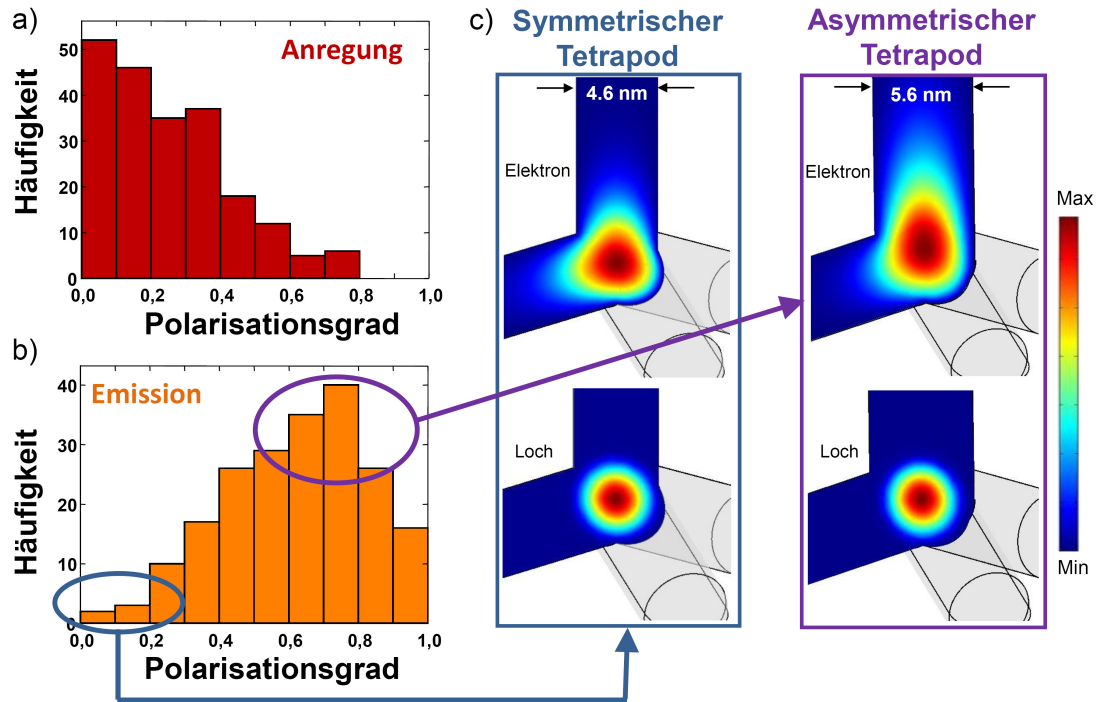 a)
Anregung
Häufigkeit
50
40
30
20
10
0
0,0
0,2
0,4
0,6
0,8
1,0
Polarisationsgrad
b)
Emission
Häufigkeit
40
30
20
10
0
0,0
0,2
0,4
0,6
0,8
1,0
Polarisationsgrad
c)
Symmetrischer
Tetrapod
4.6 nm
Elektron
Loch
Asymmetrischer
Tetrapod
5.6 nm
Elektron
Loch
Max
Min